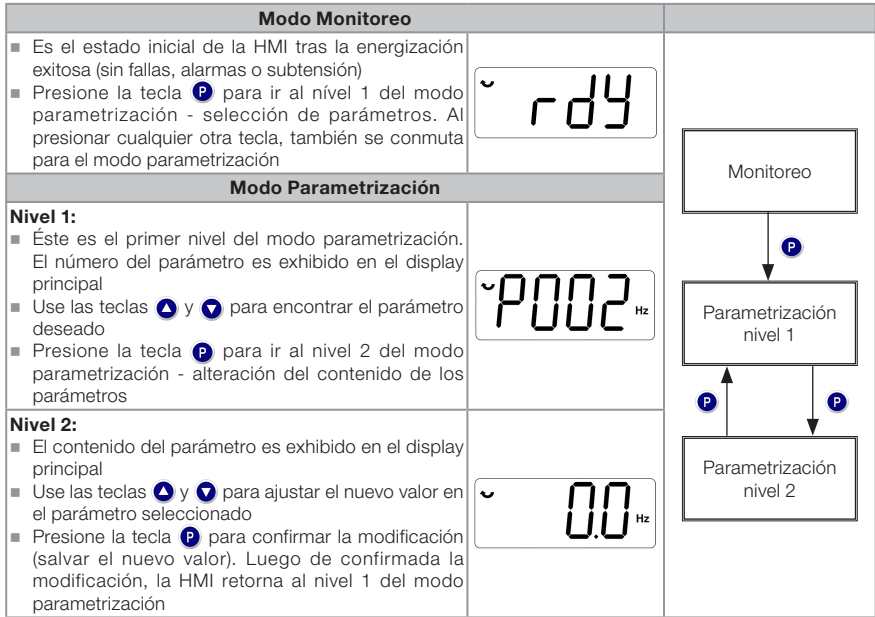 Modo Monitoreo
■ Es el estado inicial de la HMI tras la energización
exitosa (sin fallas, alarmas o subtensión)
■ Presione la tecla P para ir al nível 1 del modo
parametrización - selección de parámetros. Al
presionar cualquier otra tecla, también se conmuta
para el modo parametrización
rdY
Modo Parametrización
Nivel 1:
■ Éste es el primer nivel del modo parametrización.
El número del parámetro es exhibido en el display
principal
■ Use las teclas y para encontrar el parámetro
deseado
■ Presione la tecla P para ir al nivel 2 del modo
parametrización - alteración del contenido de los
parámetros
P002 Hz
Nivel 2:
■ El contenido del parámetro es exhibido en el display
principal
■ Use las teclas y para ajustar el nuevo valor en
el parámetro seleccionado
■ Presione la tecla P para confirmar la modificación
(salvar el nuevo valor). Luego de confirmada la
modificación, la HMI retorna al nivel 1 del modo
parametrización
0.0 Hz
Monitoreo
P
Parametrización
nivel 1
P
P
Parametrización
nivel 2